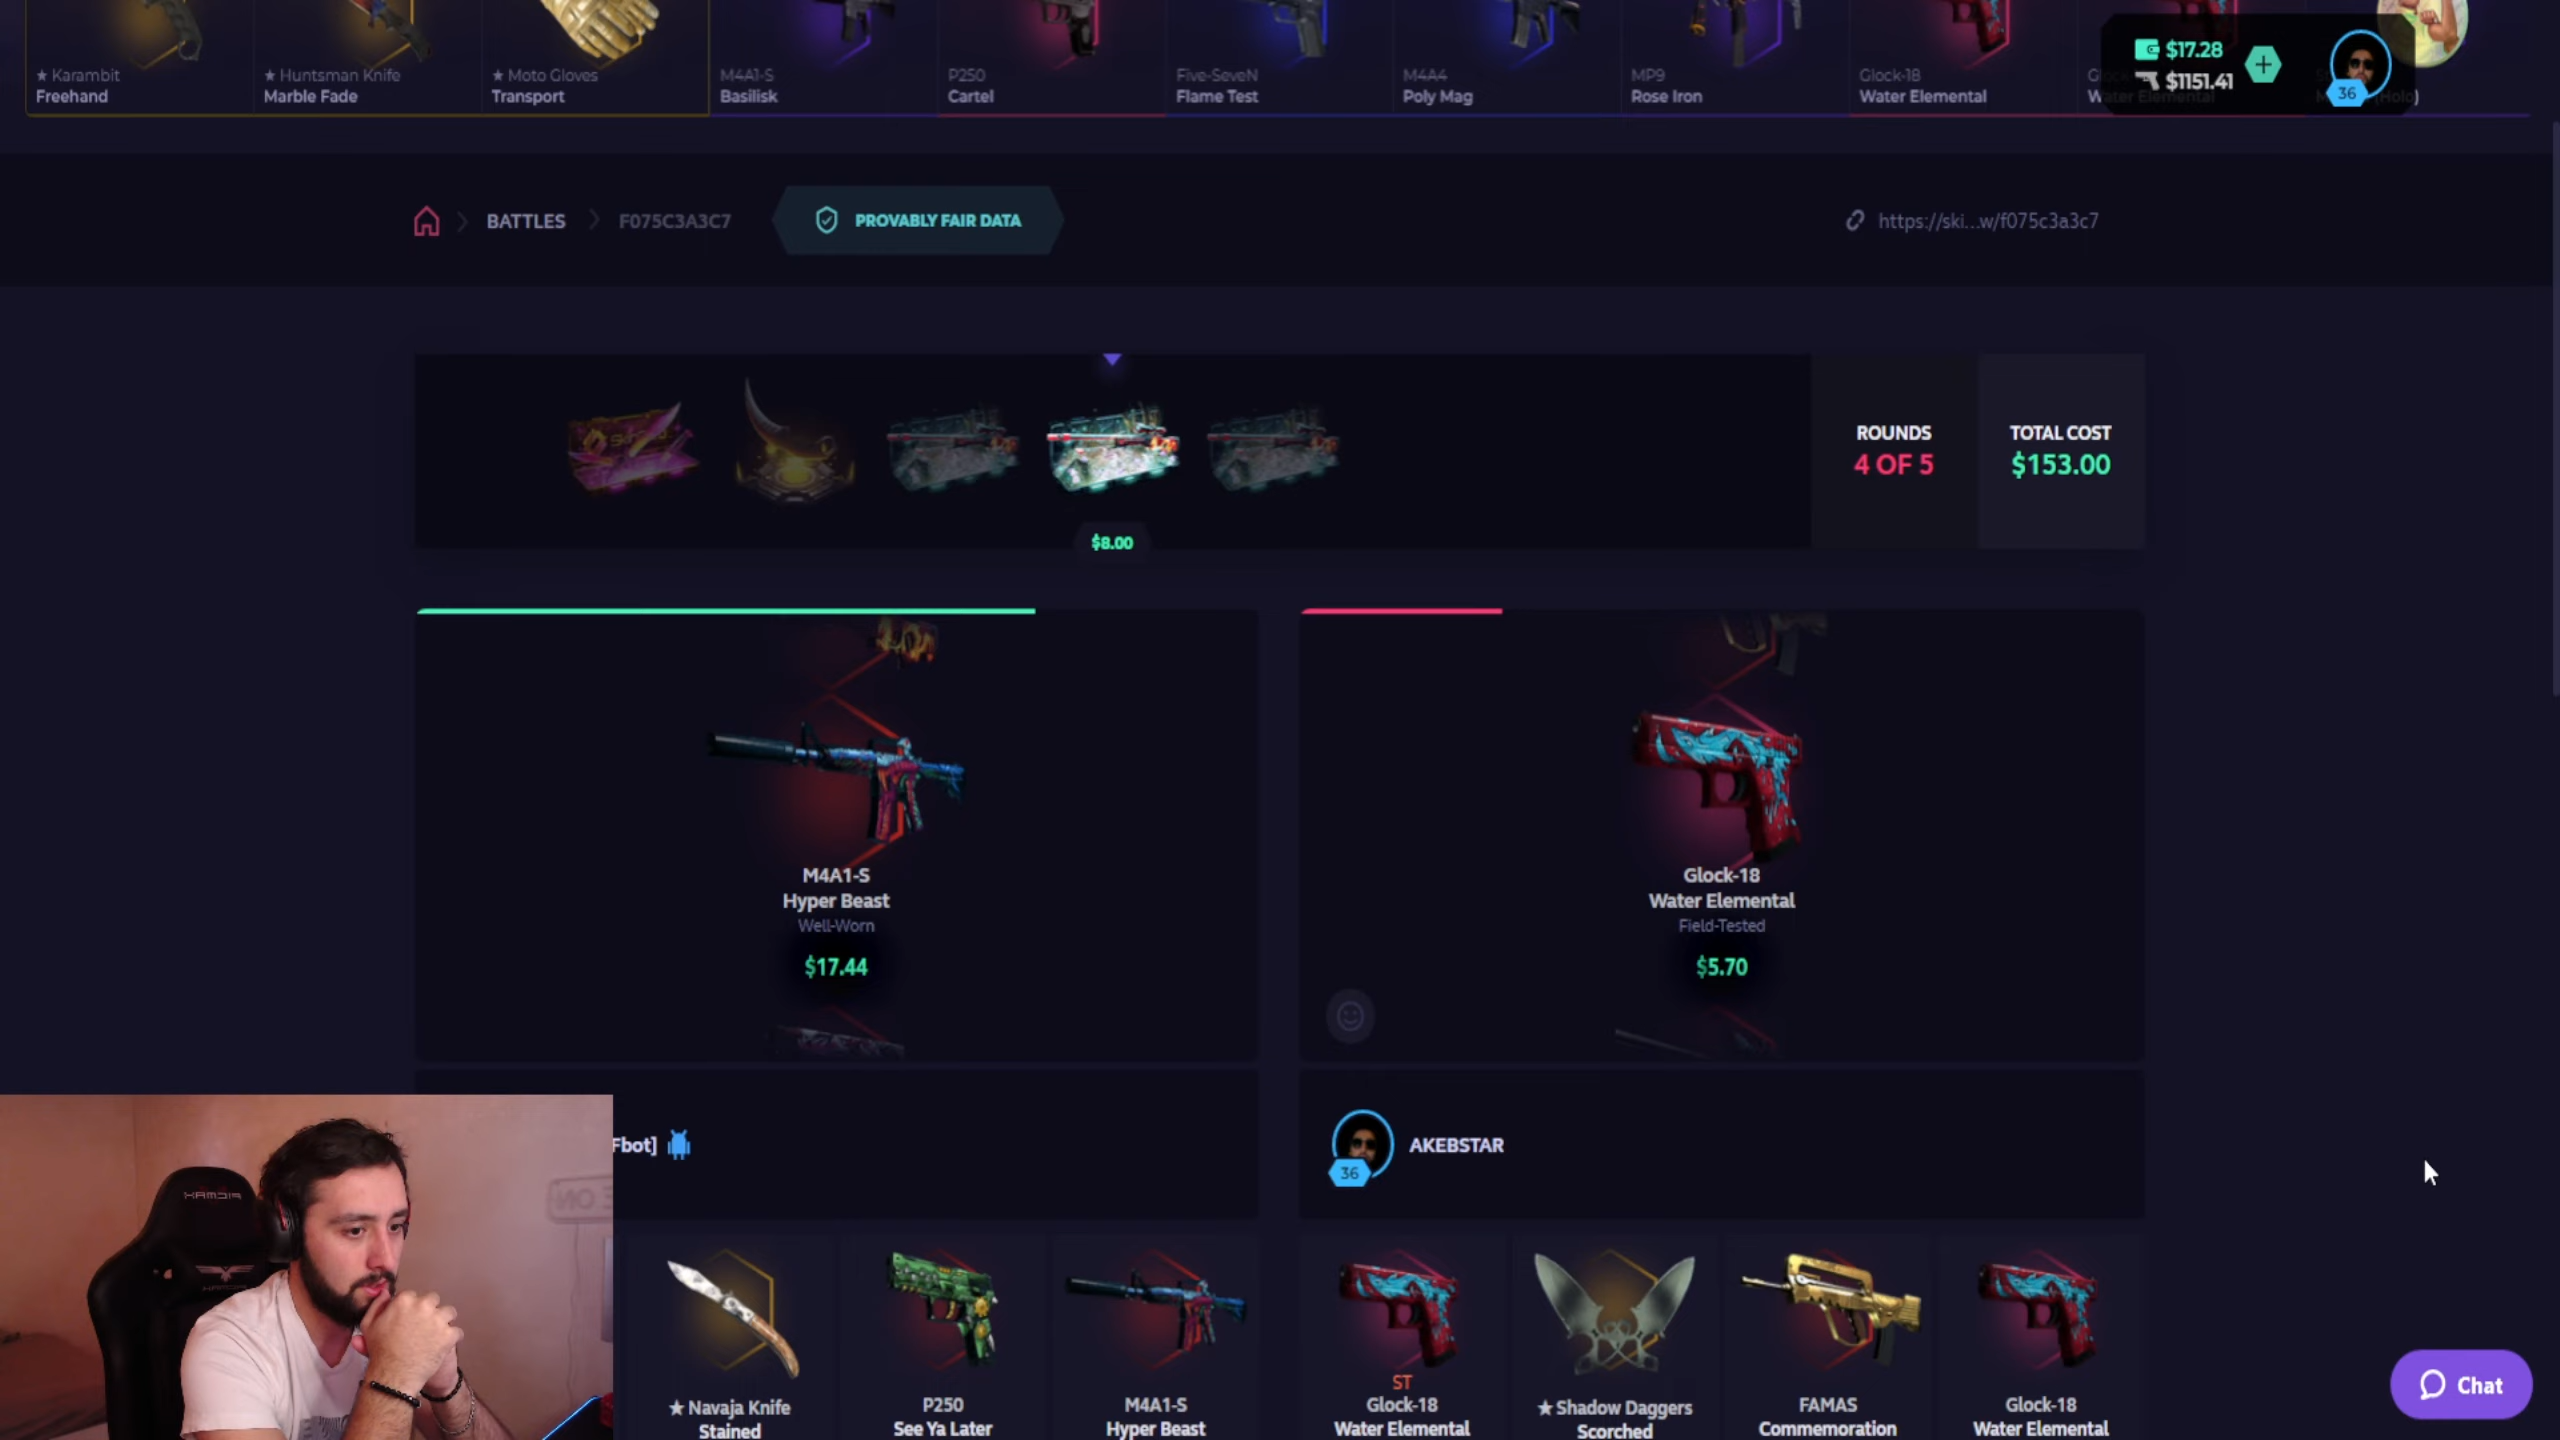 ★ Karambit
Freehand
★ Huntsman Knife
Marble Fade
★ Moto Gloves
Transport
M4A1-S
Basilisk
P250
Cartel
Five-SeveN
Flame Test
M4A4
Poly Mag
MP9
Rose Iron
Glock-18
Water Elemental
Water Elemental
(Holo)
$17.28
$1151.41
36
BATTLES
F075C3A3C7
PROVABLY FAIR DATA
https://ski...w/f075c3a3c7
ROUNDS
4 OF 5
TOTAL COST
$153.00
$8.00
M4A1-S
Hyper Beast
Well-Worn
$17.44
Glock-18
Water Elemental
Field-Tested
$5.70
Fbot]
36
AKEBSTAR
★ Navaja Knife
Stained
P250
See Ya Later
M4A1-S
Hyper Beast
ST
Glock-18
Water Elemental
★ Shadow Daggers
Scorched
FAMAS
Commemoration
Glock-18
Water Elemental
Chat